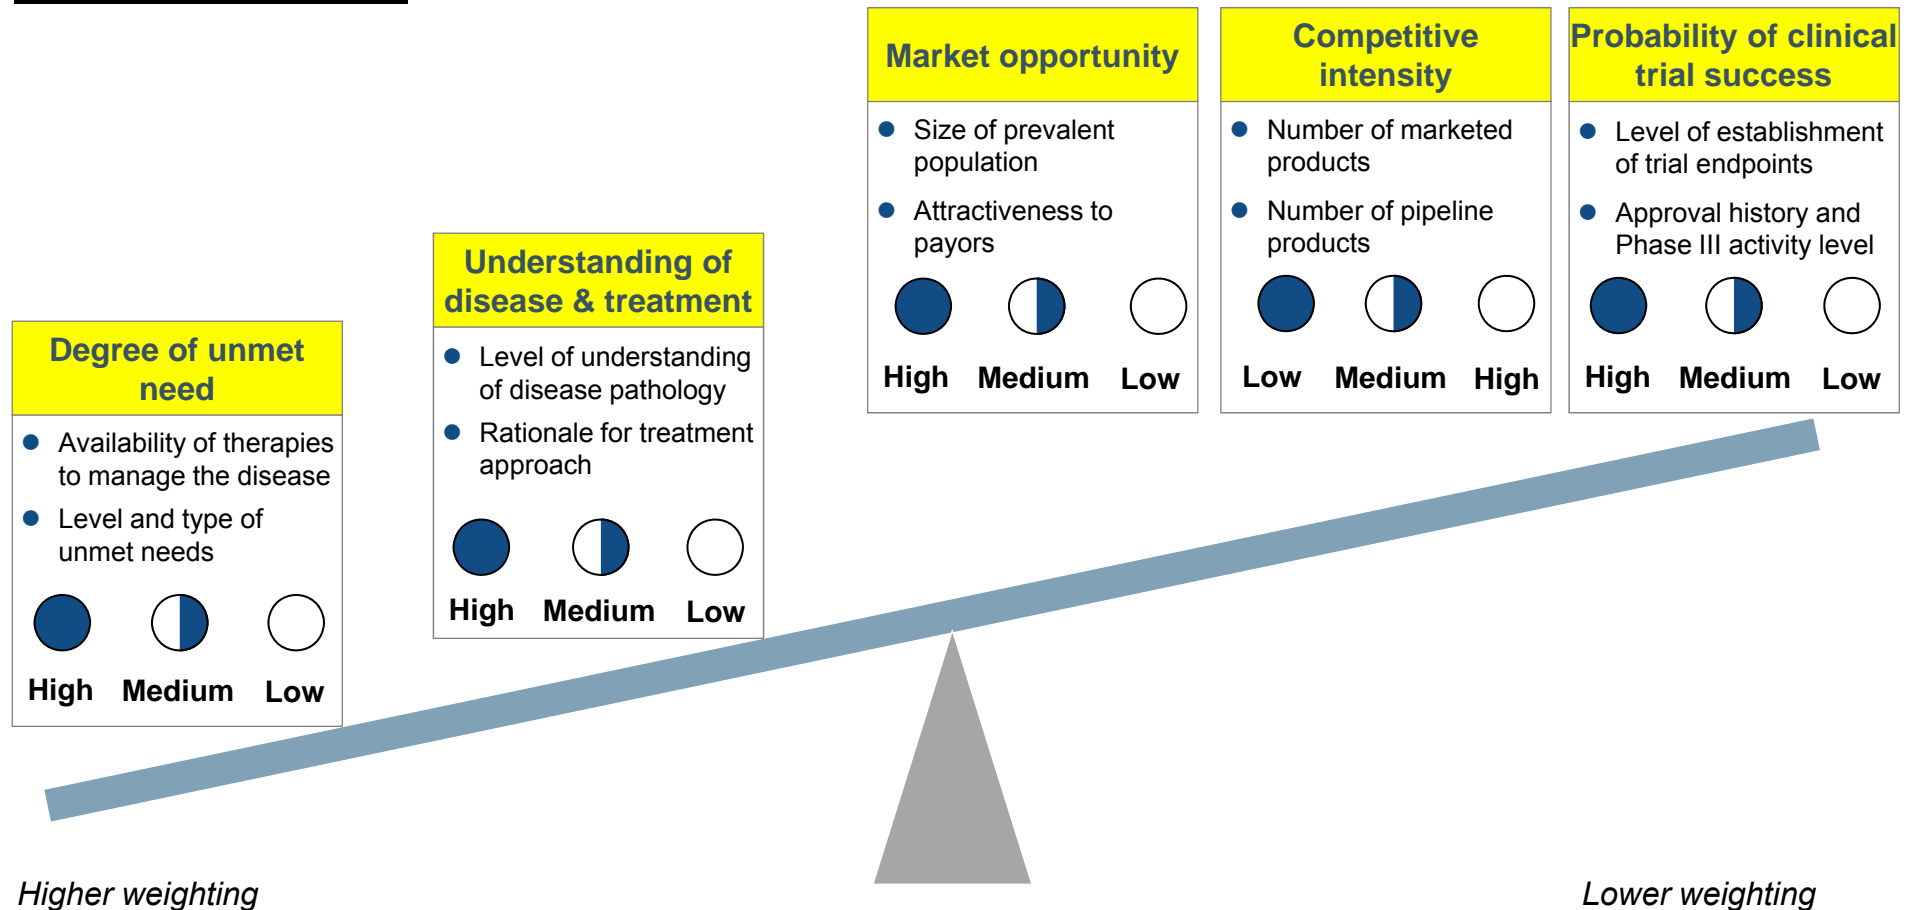 Market opportunity
Size of prevalent
population
Attractiveness to
payors
High Medium Low
Competitive
intensity
Number of marketed
products
Number of pipeline
products
Low Medium High
Probability of clinical
trial success
Level of establishment
of trial endpoints
Approval history and
Phase III activity level
High Medium Low
Understanding of
disease & treatment
Level of understanding
of disease pathology
Rationale for treatment
approach
High Medium Low
Degree of unmet
need
Availability of therapies
to manage the disease
Level and type of
unmet needs
High Medium Low
Higher weighting
Lower weighting